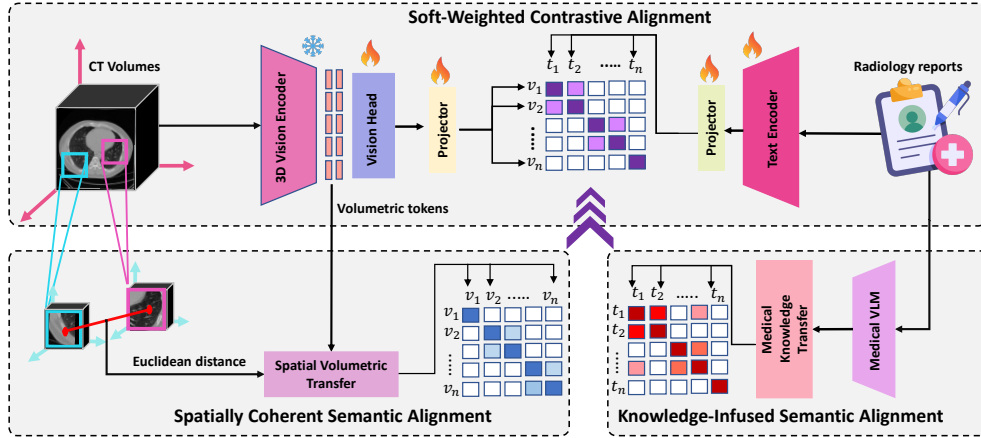 Soft-Weighted Contrastive Alignment
CT Volumes
3D Vision Encoder
Vision Head
Projector
t₁ t₂ ..... tₙ
v₁
v₂
.....
vₙ
Projector
Text Encoder
Radiology reports
Volumetric tokens
Euclidean distance
Spatial Volumetric
Transfer
v₁ v₂ ..... vₙ
v₁
v₂
.....
vₙ
Spatially Coherent Semantic Alignment
t₁ t₂ ..... tₙ
t₁
t₂
.....
tₙ
Medical
Knowledge
Transfer
Medical VLM
Knowledge-Infused Semantic Alignment